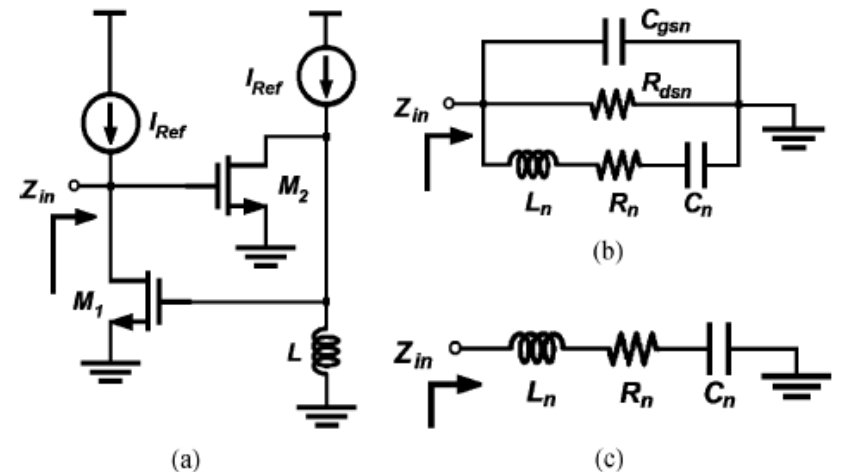 I_Ref
I_Ref
Z_in
M_2
M_1
L
(a)
C_gsn
R_dsn
Z_in
L_n
R_n
C_n
(b)
Z_in
L_n
R_n
C_n
(c)